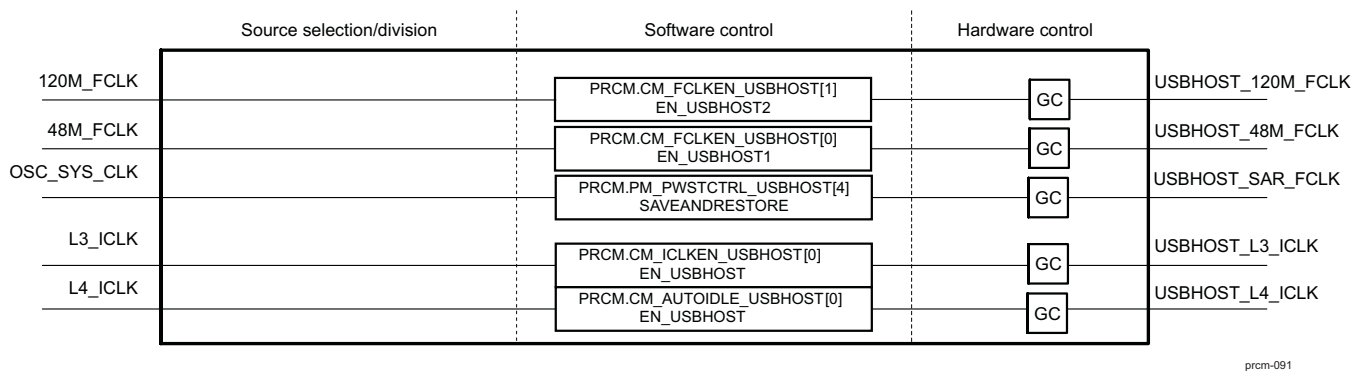 Source selection/division
Software control
Hardware control
120M_FCLK
PRCM.CM_FCLKEN_USBHOST[1]
EN_USBHOST2
GC
USBHOST_120M_FCLK
48M_FCLK
PRCM.CM_FCLKEN_USBHOST[0]
EN_USBHOST1
GC
USBHOST_48M_FCLK
OSC_SYS_CLK
PRCM.PM_PWSTCTRL_USBHOST[4]
SAVEANDRESTORE
GC
USBHOST_SAR_FCLK
L3_ICLK
PRCM.CM_ICLKEN_USBHOST[0]
EN_USBHOST
GC
USBHOST_L3_ICLK
L4_ICLK
PRCM.CM_AUTOIDLE_USBHOST[0]
EN_USBHOST
GC
USBHOST_L4_ICLK
prcm-091